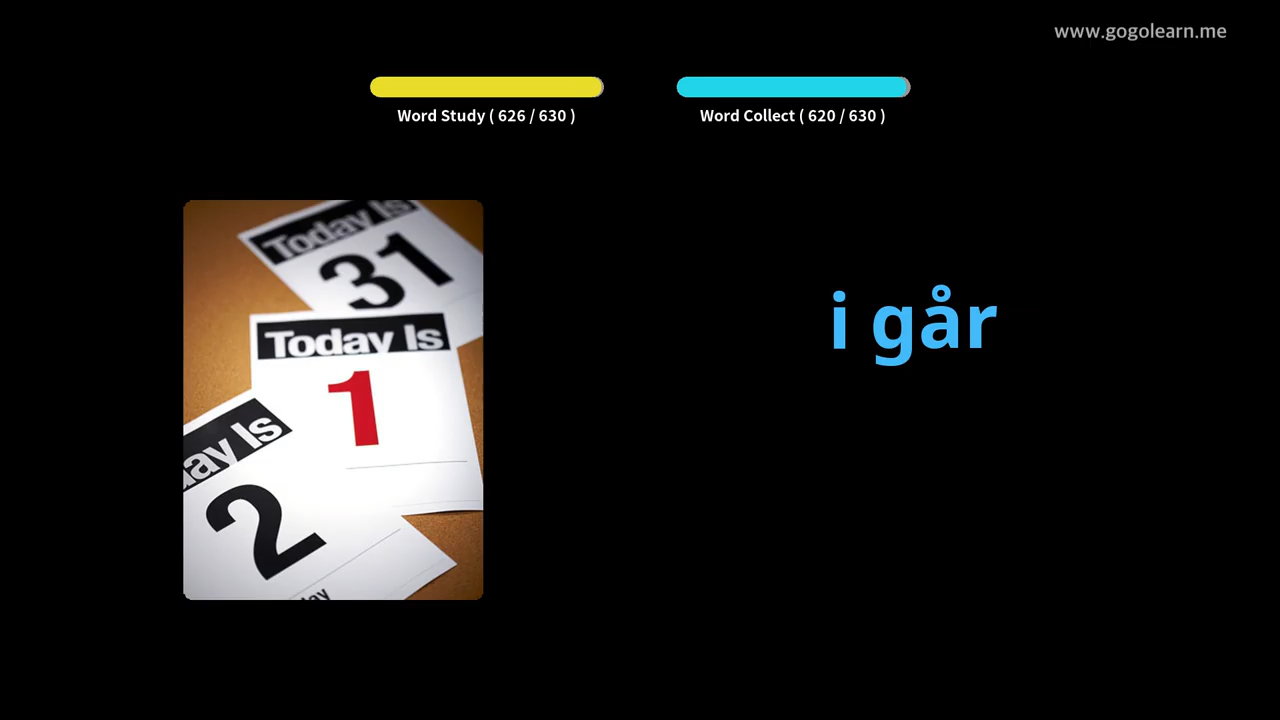 www.gogolearn.me
Word Study ( 626 / 630 )
Word Collect ( 620 / 630 )
Today Is
31
Today Is
1
ay Is
2
ay
i går